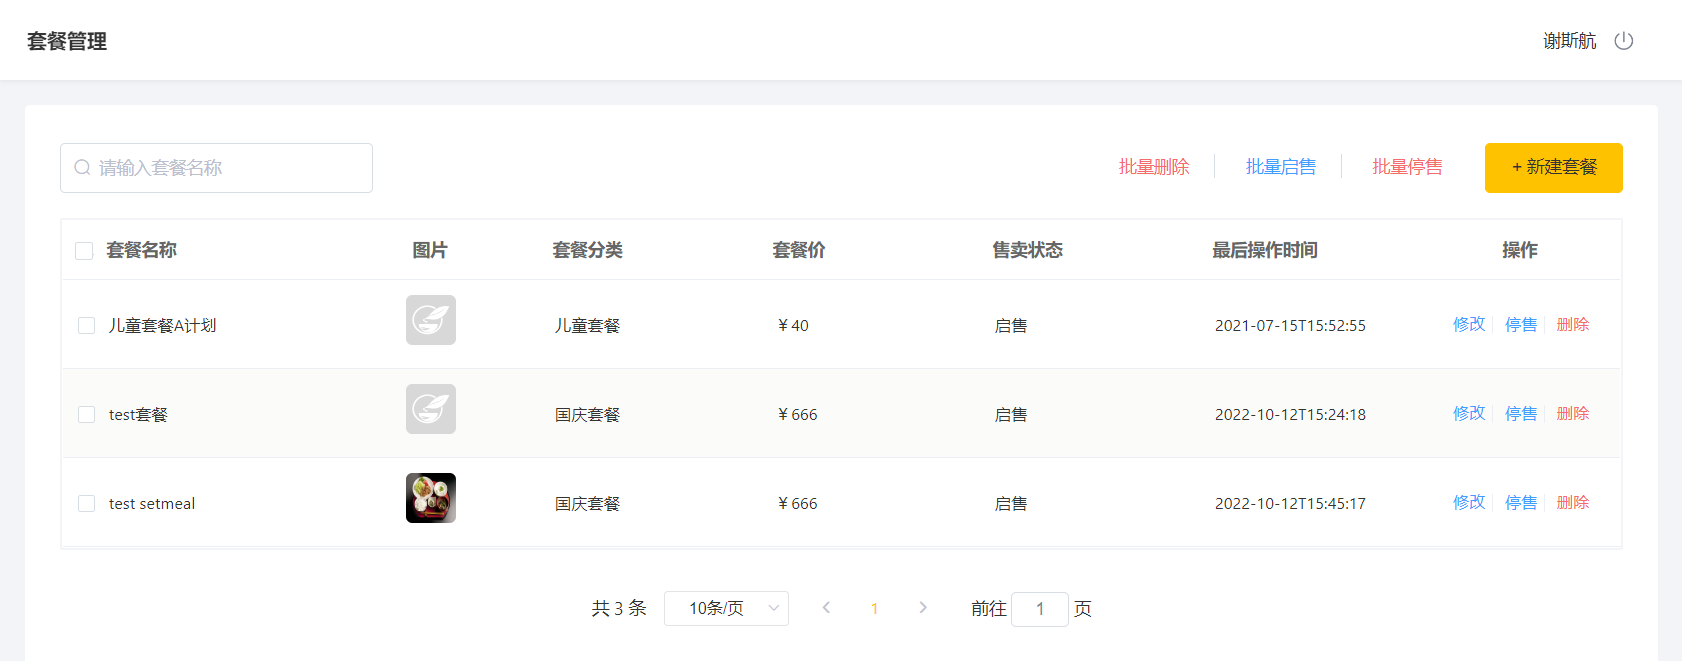 套餐管理
谢斯航
请输入套餐名称
批量删除
批量启售
批量停售
+ 新建套餐
套餐名称 图片 套餐分类 套餐价 售卖状态 最后操作时间 操作
儿童套餐A计划 儿童套餐 ¥ 40 启售 2021-07-15T15:52:55 修改 停售 删除
test套餐 国庆套餐 ¥ 666 启售 2022-10-12T15:24:18 修改 停售 删除
test setmeal 国庆套餐 ¥ 666 启售 2022-10-12T15:45:17 修改 停售 删除
共 3 条 10条/页 1 前往 1 页